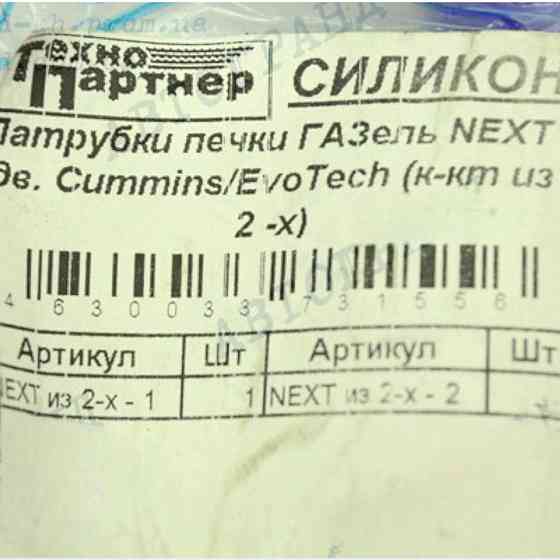 Техно
Партнер
СИЛИКОН
Патрубки печки ГАЗель NEXT
дв. Cummins/EvoTech (к-кт из
2 -х)
4 630033 731556
Артикул Шт Артикул Шт
NEXT из 2-х - 1 1 NEXT из 2-х - 2
АВТОГРАНД